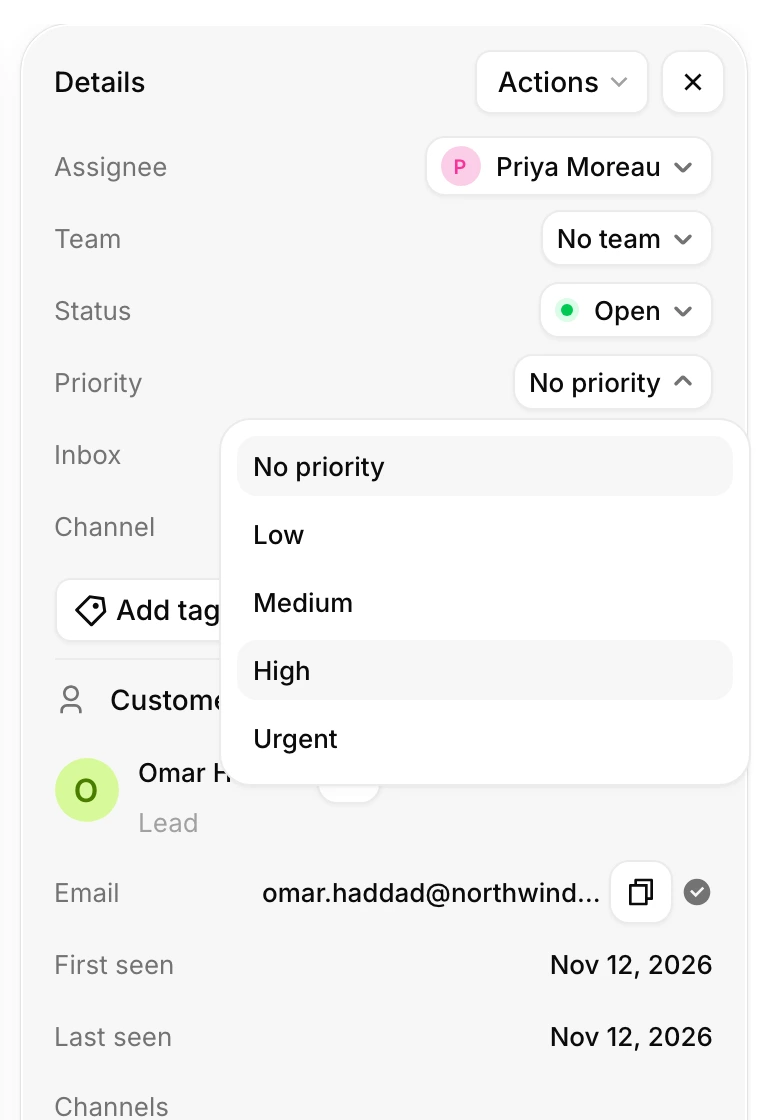 Details
Actions
Assignee
P
Priya Moreau
Team
No team
Status
Open
Priority
No priority
Inbox
No priority
Low
Channel
Medium
Add tag
High
Custome
Urgent
O
Omar H
Lead
Email
omar.haddad@northwind...
First seen
Nov 12, 2026
Last seen
Nov 12, 2026
Channels